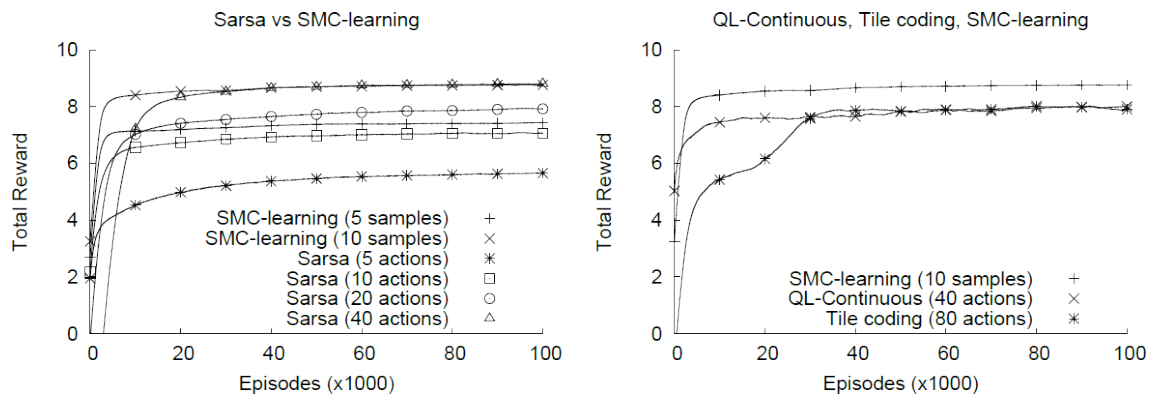 Sarsa vs SMC-learning
Total Reward
10
8
6
4
2
0
SMC-learning (5 samples)
SMC-learning (10 samples)
Sarsa (5 actions)
Sarsa (10 actions)
Sarsa (20 actions)
Sarsa (40 actions)
0 20 40 60 80 100
Episodes (x1000)
QL-Continuous, Tile coding, SMC-learning
Total Reward
10
8
6
4
2
0
SMC-learning (10 samples)
QL-Continuous (40 actions)
Tile coding (80 actions)
0 20 40 60 80 100
Episodes (x1000)